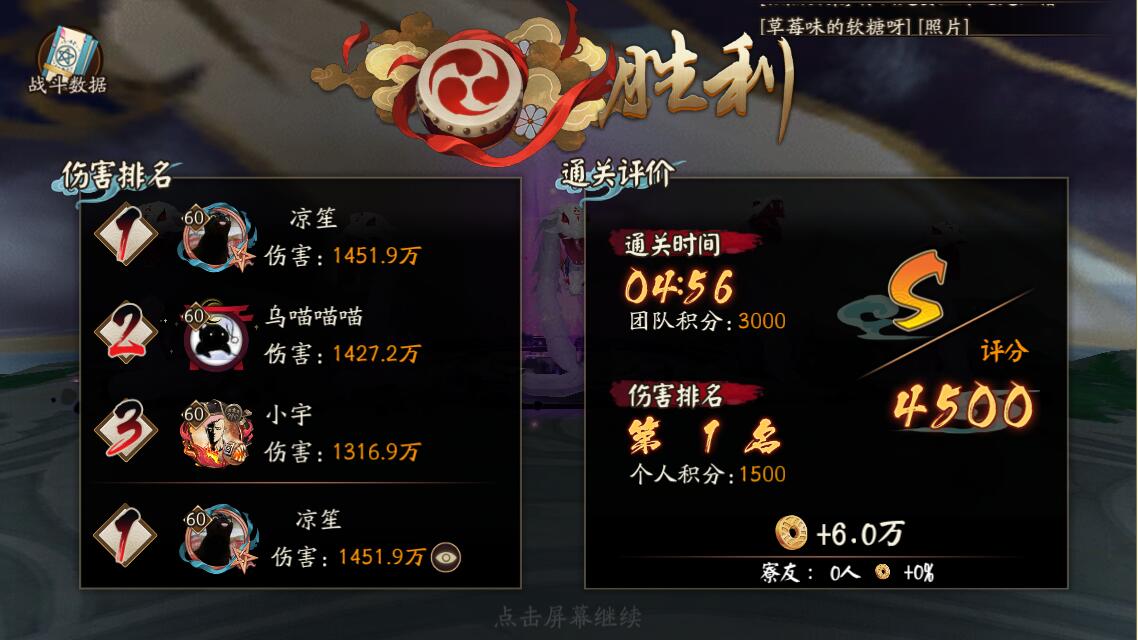 [草莓味的软糖呀] [照片]
战斗数据
胜利
伤害排名
1
60
凉笙
伤害：1451.9万
2
60
乌喵喵喵
伤害：1427.2万
3
60
小宇
伤害：1316.9万
1
60
凉笙
伤害：1451.9万
通关评价
通关时间
04:56
团队积分：3000
伤害排名
第 1 名
个人积分：1500
S
评分
4500
+6.0万
寮友：0人 +0%
点击屏幕继续